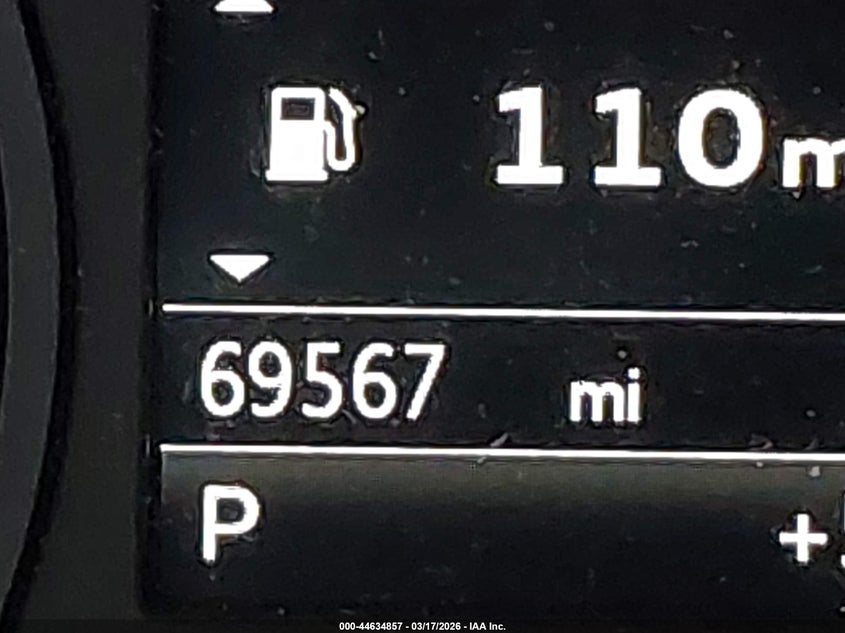 110
69567 mi
P
000-44634857 - 03/17/2026 - IAA Inc.